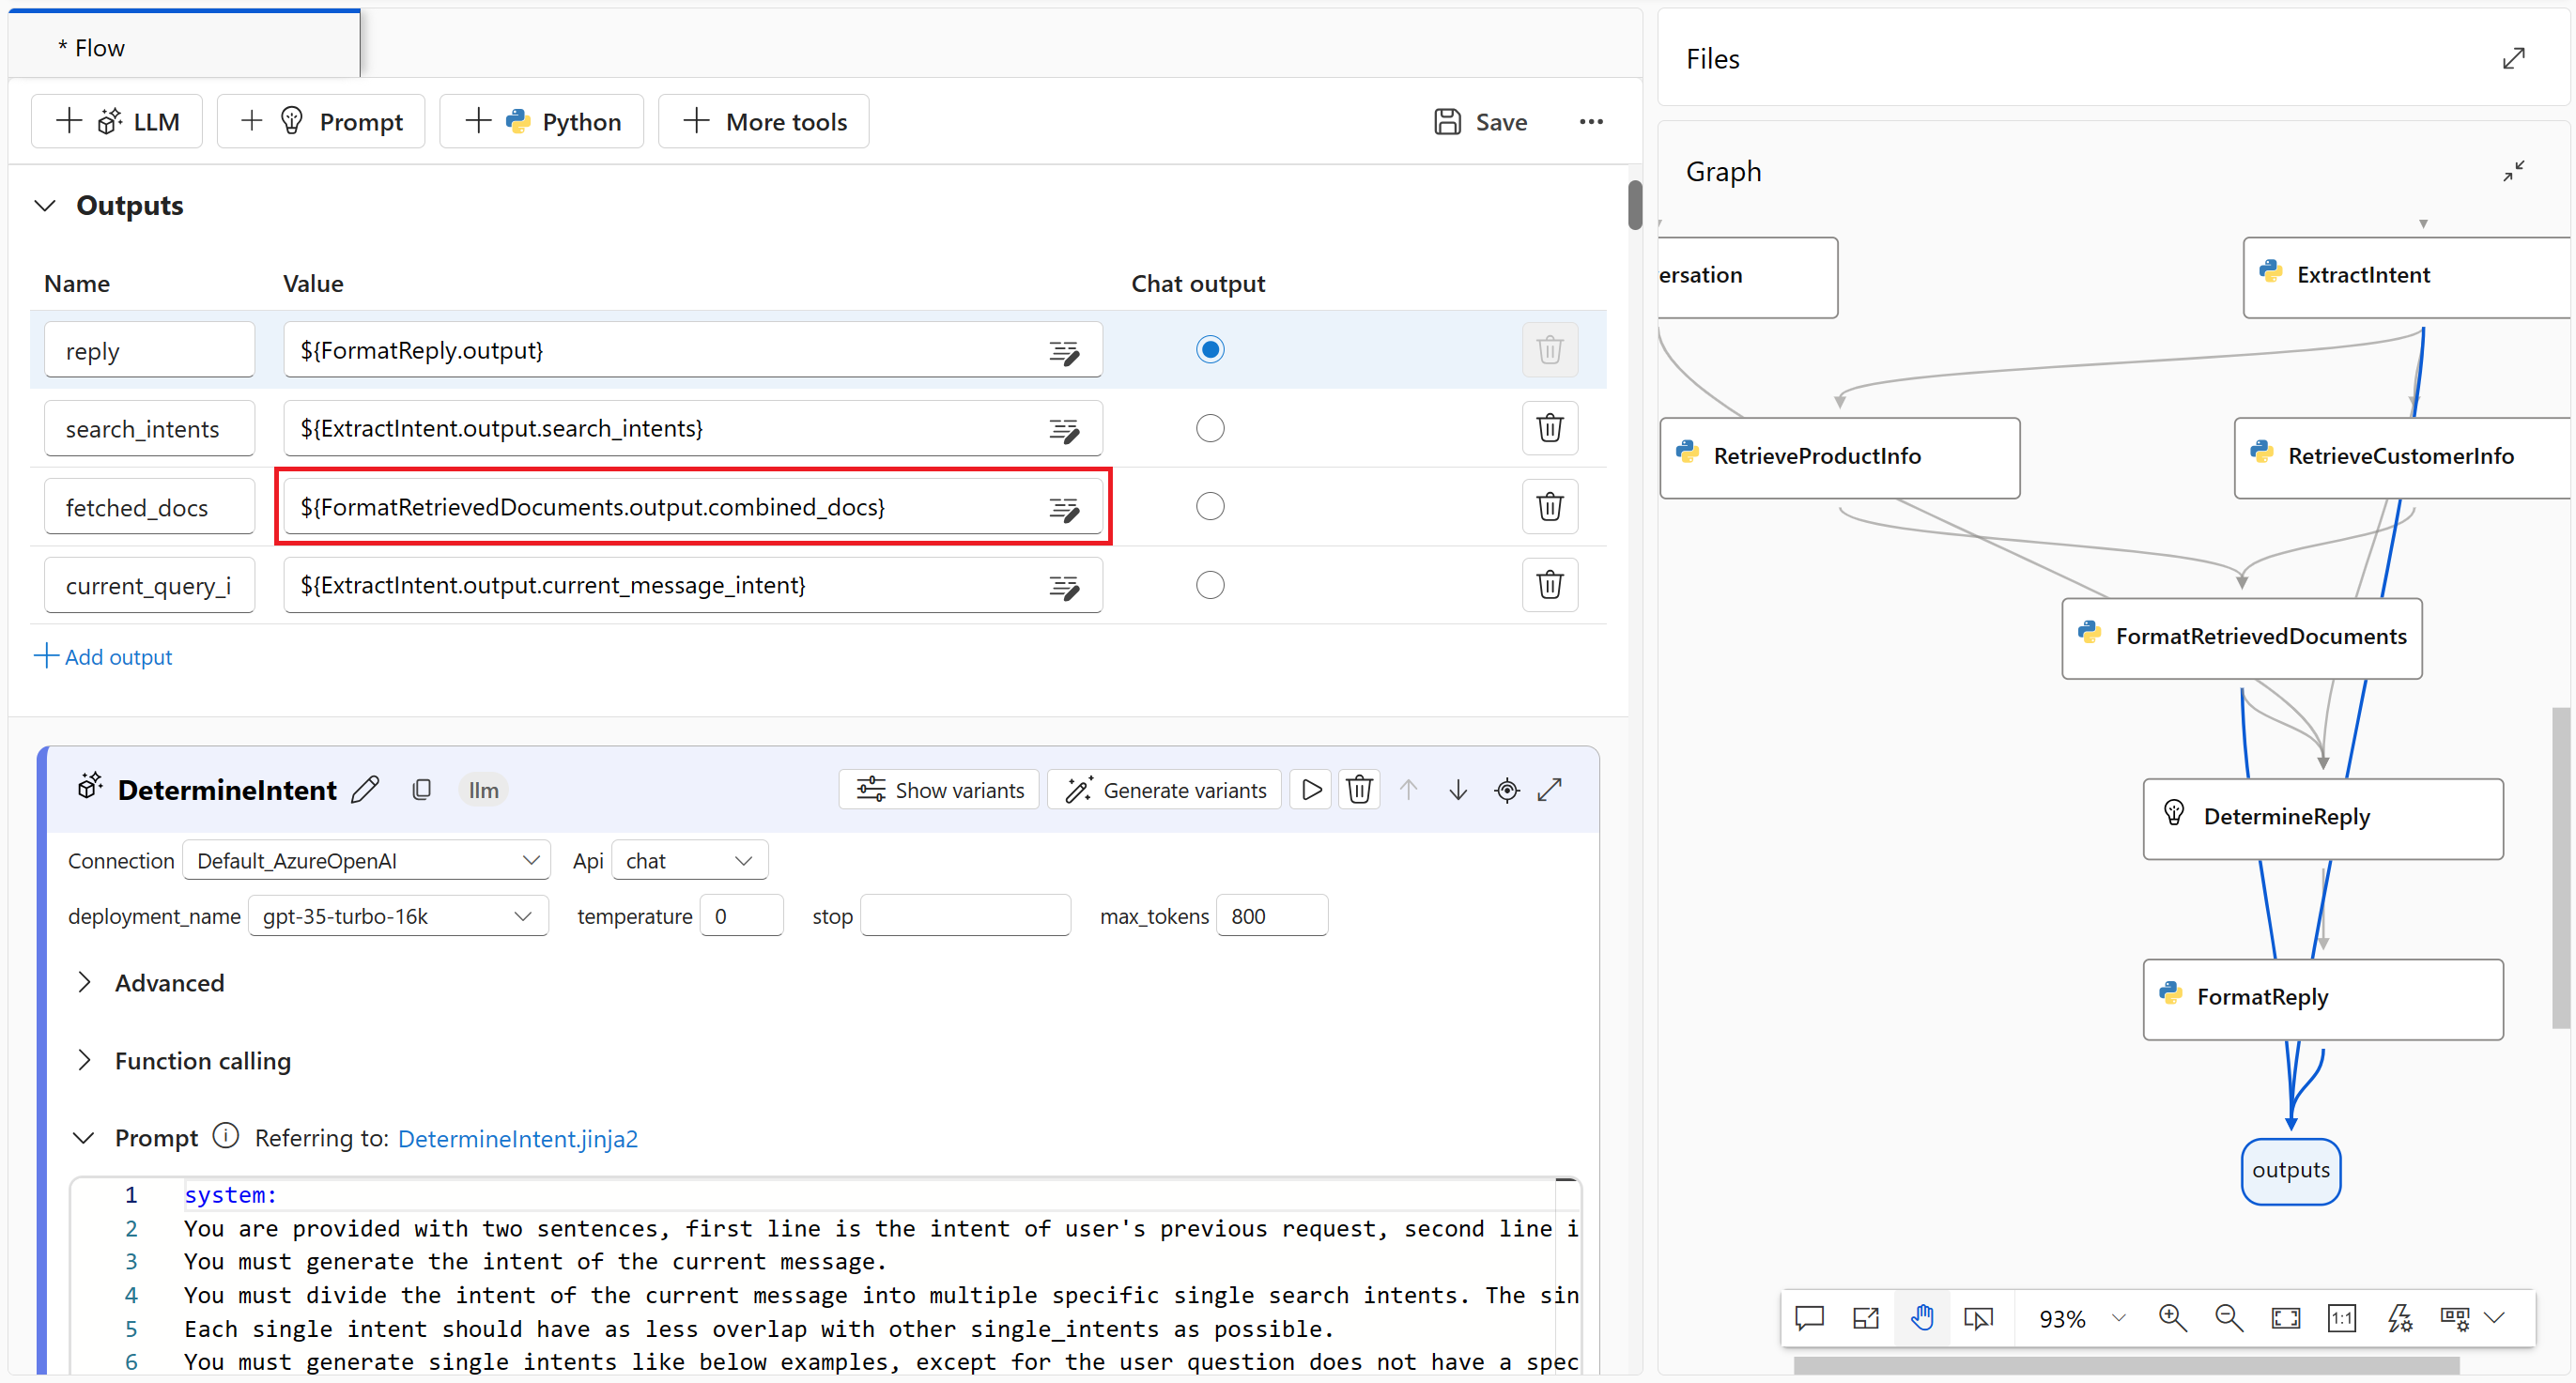 * Flow
LLM
Prompt
Python
More tools
Save
Outputs
Name Value Chat output
reply ${FormatReply.output}
search_intents ${ExtractIntent.output.search_intents}
fetched_docs ${FormatRetrievedDocuments.output.combined_docs}
current_query_i ${ExtractIntent.output.current_message_intent}
Add output
DetermineIntent llm Show variants Generate variants
Connection Default_AzureOpenAI Api chat
deployment_name gpt-35-turbo-16k temperature 0 stop max_tokens 800
Advanced
Function calling
Prompt Referring to: DetermineIntent.jinja2
1 system:
2 You are provided with two sentences, first line is the intent of user's previous request, second line i
3 You must generate the intent of the current message.
4 You must divide the intent of the current message into multiple specific single search intents. The sin
5 Each single intent should have as less overlap with other single_intents as possible.
6 You must generate single intents like below examples, except for the user question does not have a spec
Files
Graph
ersation
ExtractIntent
RetrieveProductInfo
RetrieveCustomerInfo
FormatRetrievedDocuments
DetermineReply
FormatReply
outputs
93%
1:1